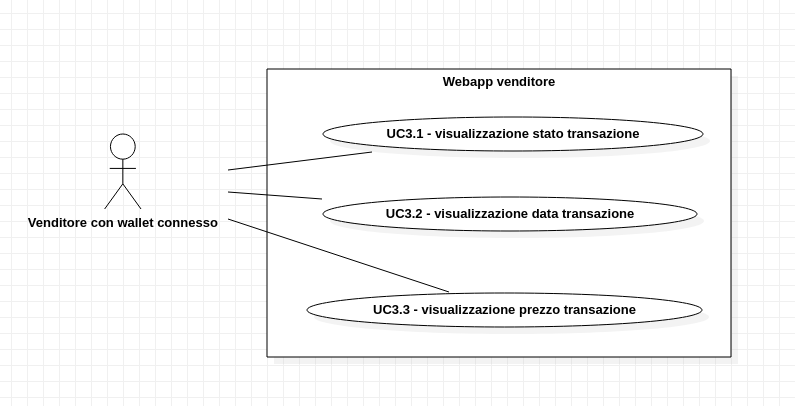 Webapp venditore
UC3.1 - visualizzazione stato transazione
UC3.2 - visualizzazione data transazione
Venditore con wallet connesso
UC3.3 - visualizzazione prezzo transazione